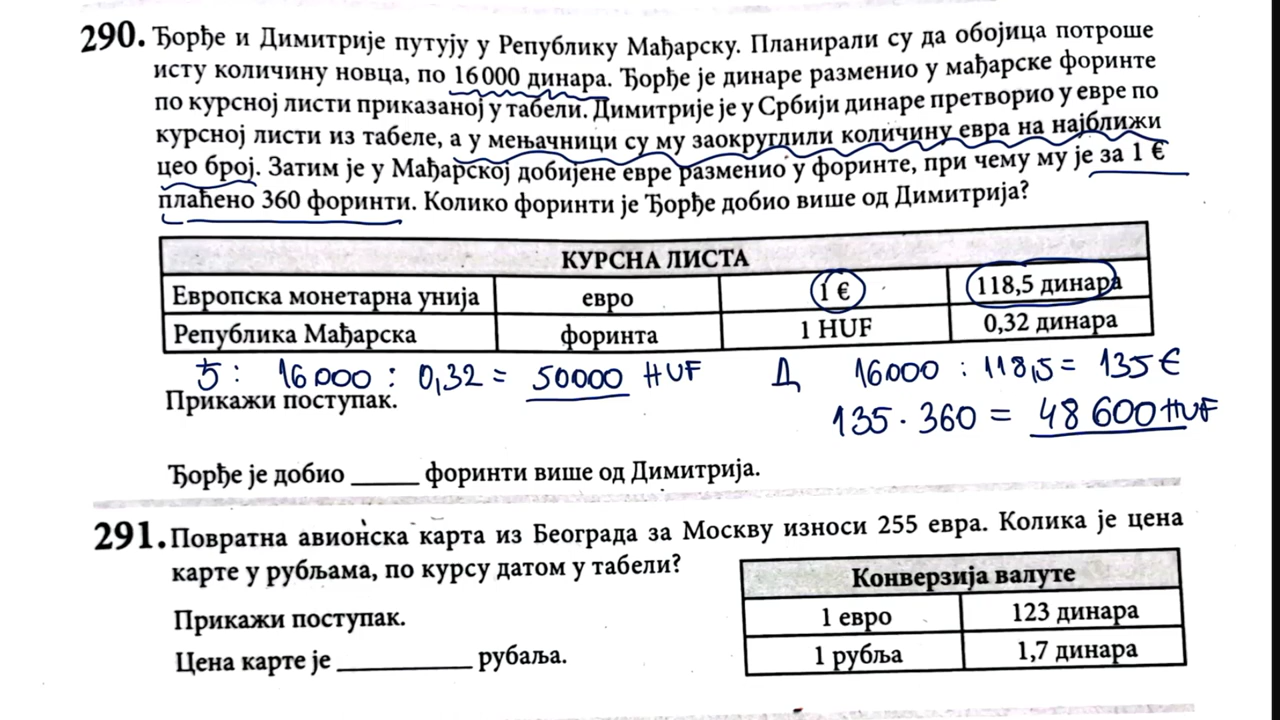 290. Ђорђе и Димитрије путују у Републику Мађарску. Планирали су да обојица потроше
исту количину новца, по 16 000 динара. Ђорђе је динаре разменио у мађарске форинте
по курсној листи приказаној у табели. Димитрије је у Србији динаре претворио у евре по
курсној листи из табеле, а у мењачници су му заокруглили количину евра на најближи
цео број. Затим је у Мађарској добијене евре разменио у форинте, при чему му је за 1 €
плаћено 360 форинти. Колико форинти је Ђорђе добио више од Димитрија?
КУРСНА ЛИСТА
Европска монетарна унија евро 1 € 118,5 динара
Република Мађарска форинта 1 HUF 0,32 динара
Ђ : 16000 : 0,32 = 50000 HUF Д 16000 : 118,5 = 135 €
Прикажи поступак.
135 · 360 = 48 600 HUF
Ђорђе је добио _____ форинти више од Димитрија.
291. Повратна авионска карта из Београда за Москву износи 255 евра. Колика је цена
карте у рубљама, по курсу датом у табели?
Конверзија валуте
1 евро 123 динара
1 рубља 1,7 динара
Прикажи поступак.
Цена карте је __________ рубаља.